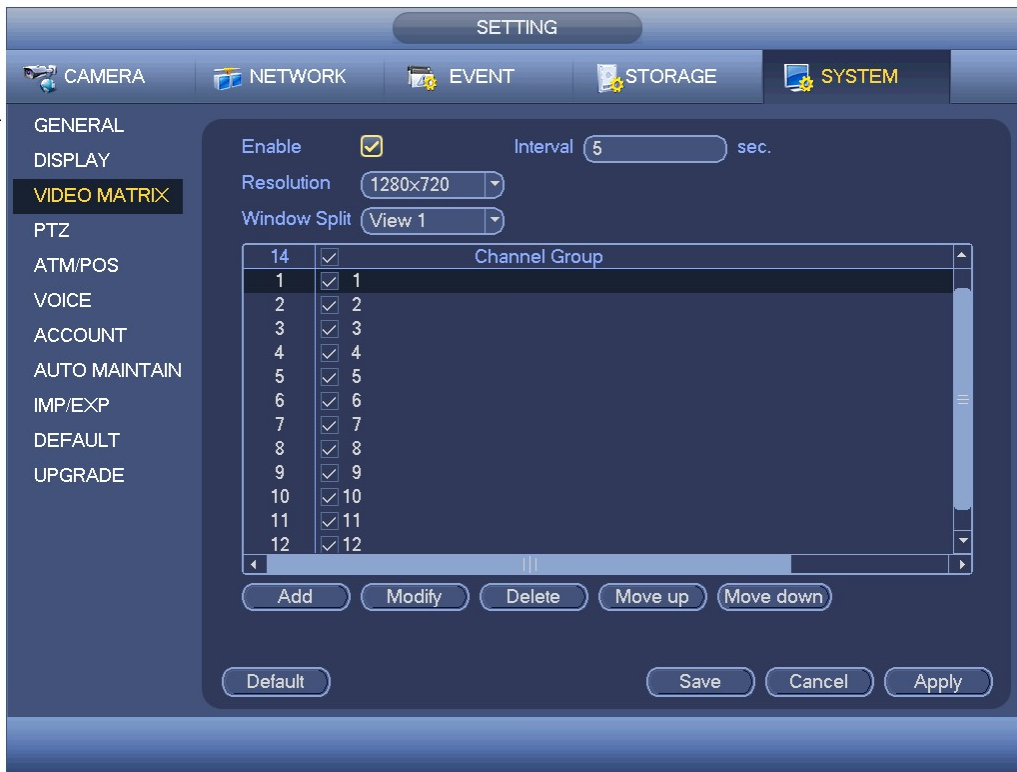 SETTING
CAMERA NETWORK EVENT STORAGE SYSTEM
GENERAL
DISPLAY
VIDEO MATRIX
PTZ
ATM/POS
VOICE
ACCOUNT
AUTO MAINTAIN
IMP/EXP
DEFAULT
UPGRADE
Enable Interval 5 sec.
Resolution 1280×720
Window Split View 1
14 Channel Group
1 1
2 2
3 3
4 4
5 5
6 6
7 7
8 8
9 9
10 10
11 11
12 12
Add Modify Delete Move up Move down
Default Save Cancel Apply